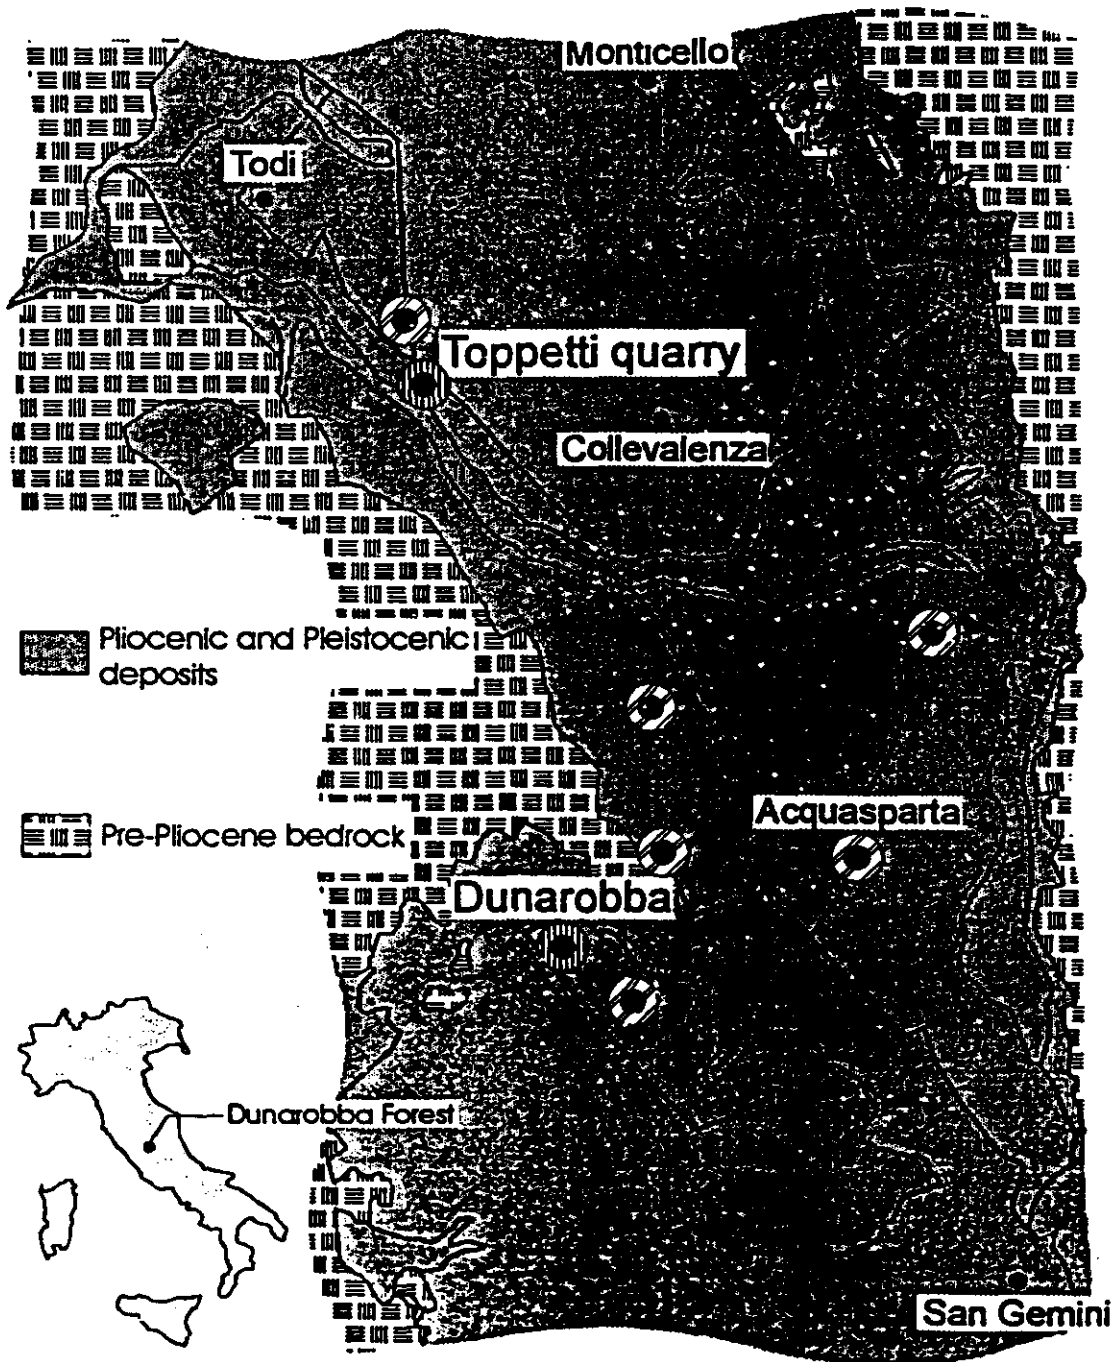 Monticello
Todi
Toppetti quarry
Collevalenza
Pliocenic and Pleistocenic
deposits
Acquasparta
Pre-Pliocene bedrock
Dunarobba
Dunarobba Forest
San Gemini